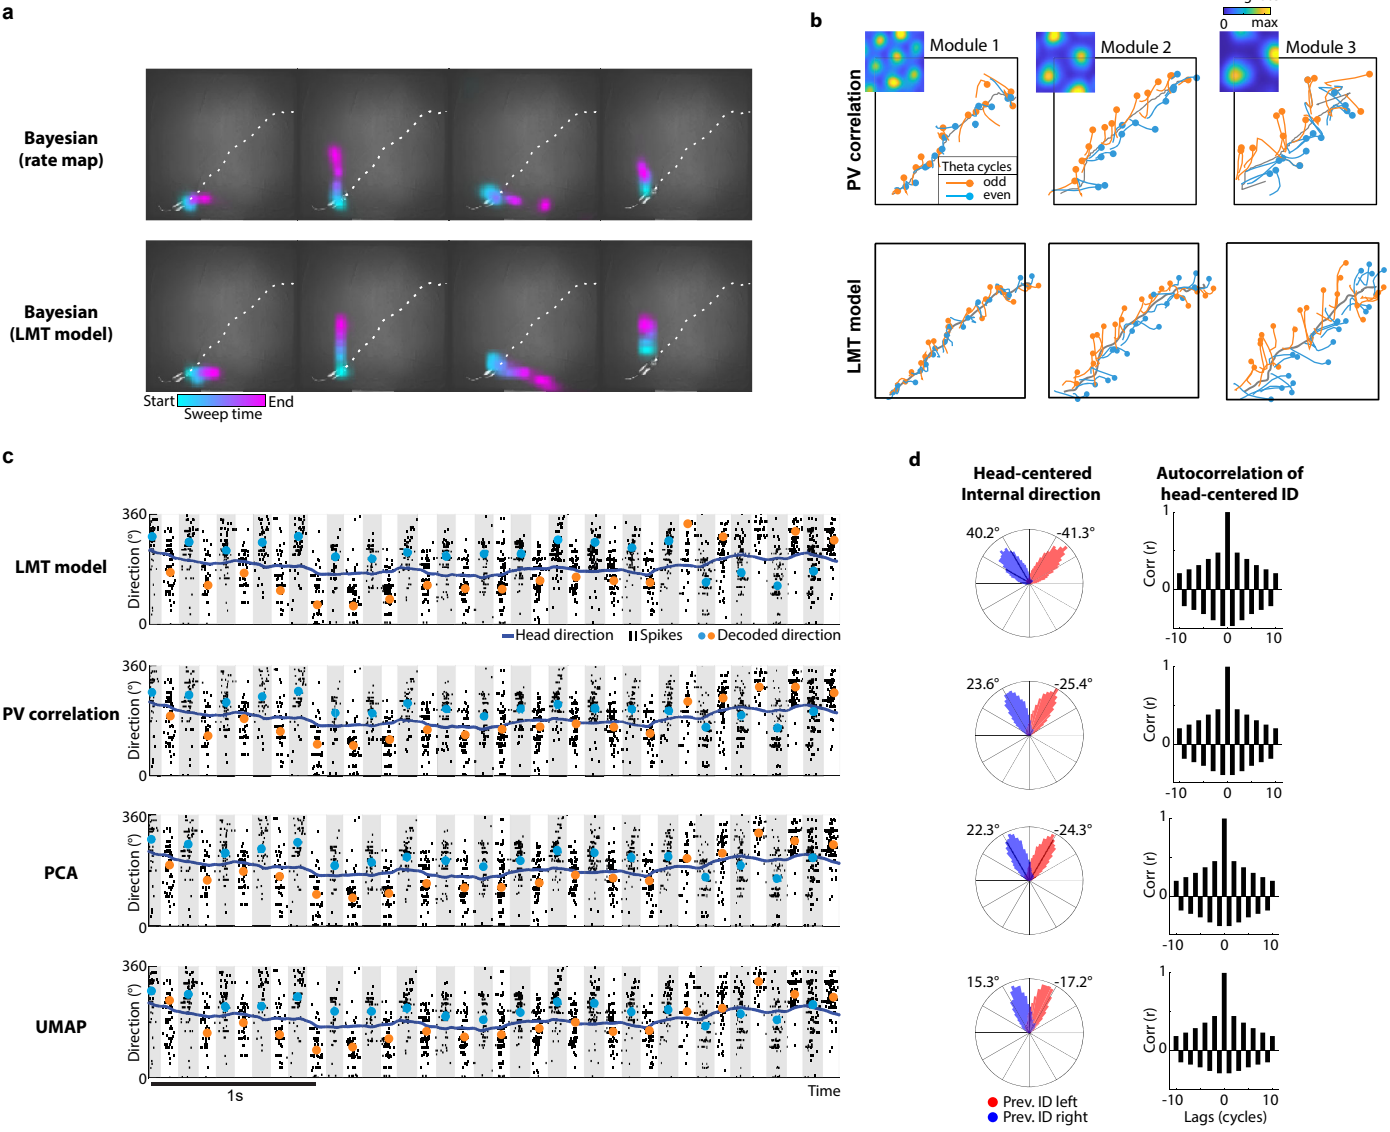 a
Bayesian
(rate map)
Bayesian
(LMT model)
Start
End
Sweep time
b
0 max
PV correlation
Module 1
Module 2
Module 3
Theta cycles
odd
even
LMT model
c
LMT model
Direction (°)
360
0
Head direction
Spikes
Decoded direction
PV correlation
Direction (°)
360
0
PCA
Direction (°)
360
0
UMAP
Direction (°)
360
0
1s
Time
d
Head-centered
Internal direction
Autocorrelation of
head-centered ID
40.2°
-41.3°
Corr (r)
1
0
-10 0 10
23.6°
-25.4°
Corr (r)
1
0
-10 0 10
22.3°
-24.3°
Corr (r)
1
0
-10 0 10
15.3°
-17.2°
Corr (r)
1
0
-10 0 10
Lags (cycles)
Prev. ID left
Prev. ID right